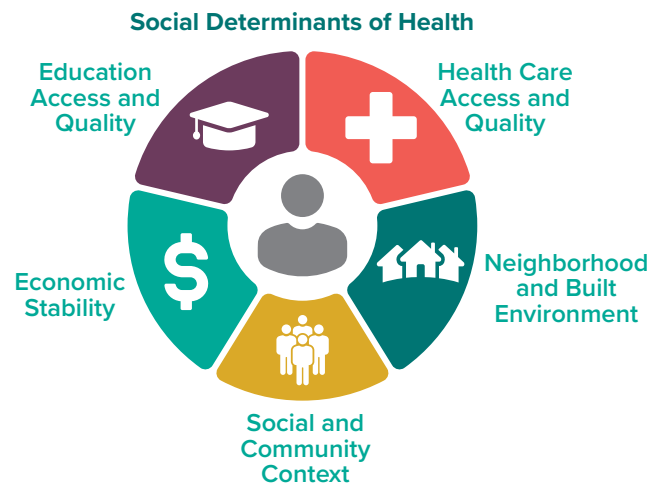 Social Determinants of Health
Education
Access and
Quality
Health Care
Access and
Quality
Economic
Stability
Neighborhood
and Built
Environment
Social and
Community
Context